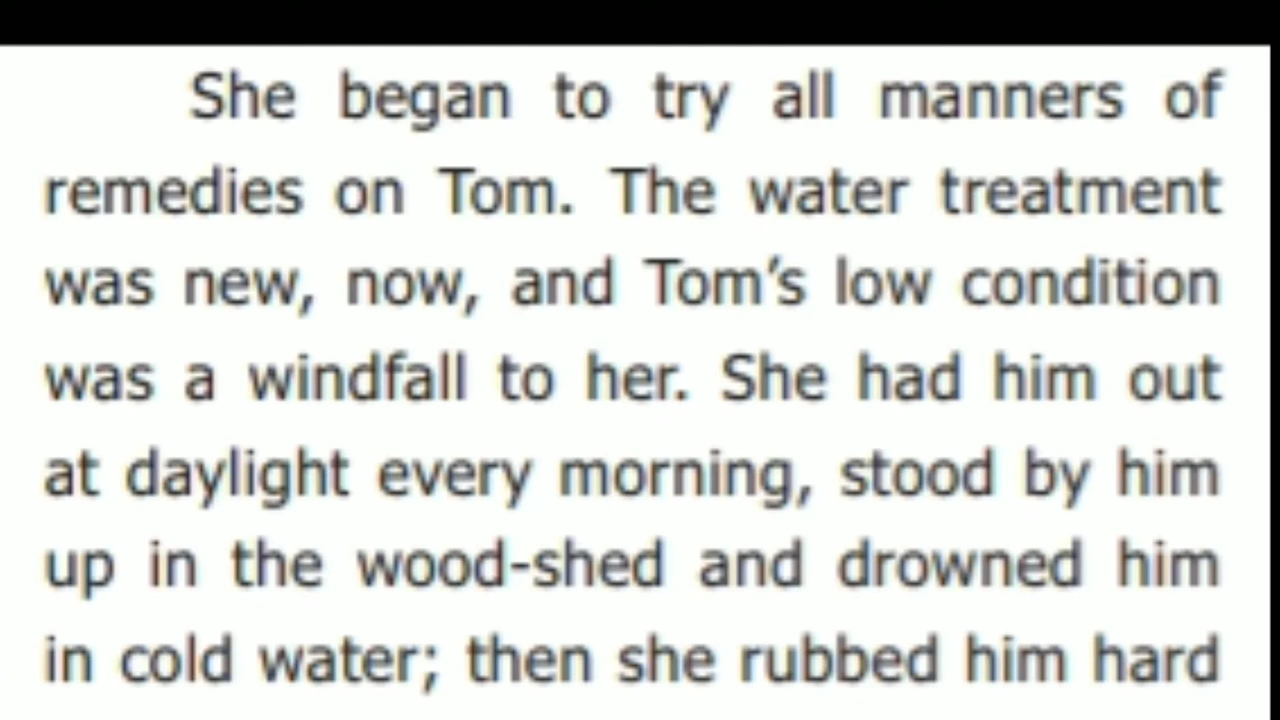 She began to try all manners of
remedies on Tom. The water treatment
was new, now, and Tom’s low condition
was a windfall to her. She had him out
at daylight every morning, stood by him
up in the wood-shed and drowned him
in cold water; then she rubbed him hard